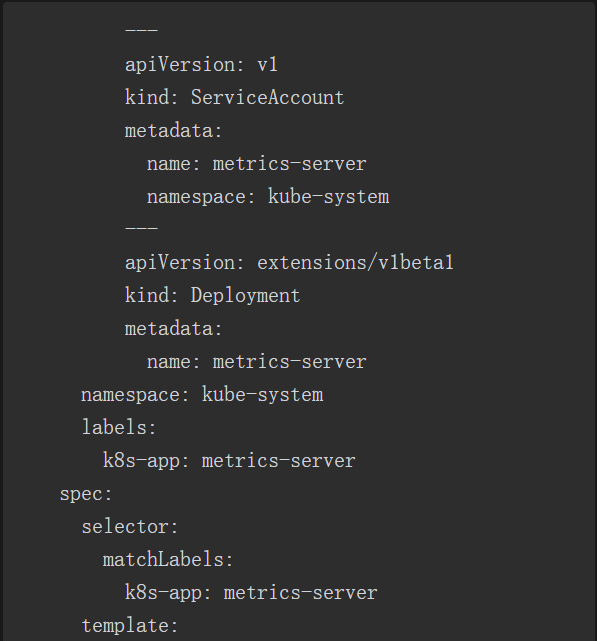 ---
apiVersion: v1
kind: ServiceAccount
metadata:
  name: metrics-server
  namespace: kube-system
---
apiVersion: extensions/v1beta1
kind: Deployment
metadata:
  name: metrics-server
namespace: kube-system
labels:
  k8s-app: metrics-server
spec:
  selector:
    matchLabels:
      k8s-app: metrics-server
  template: